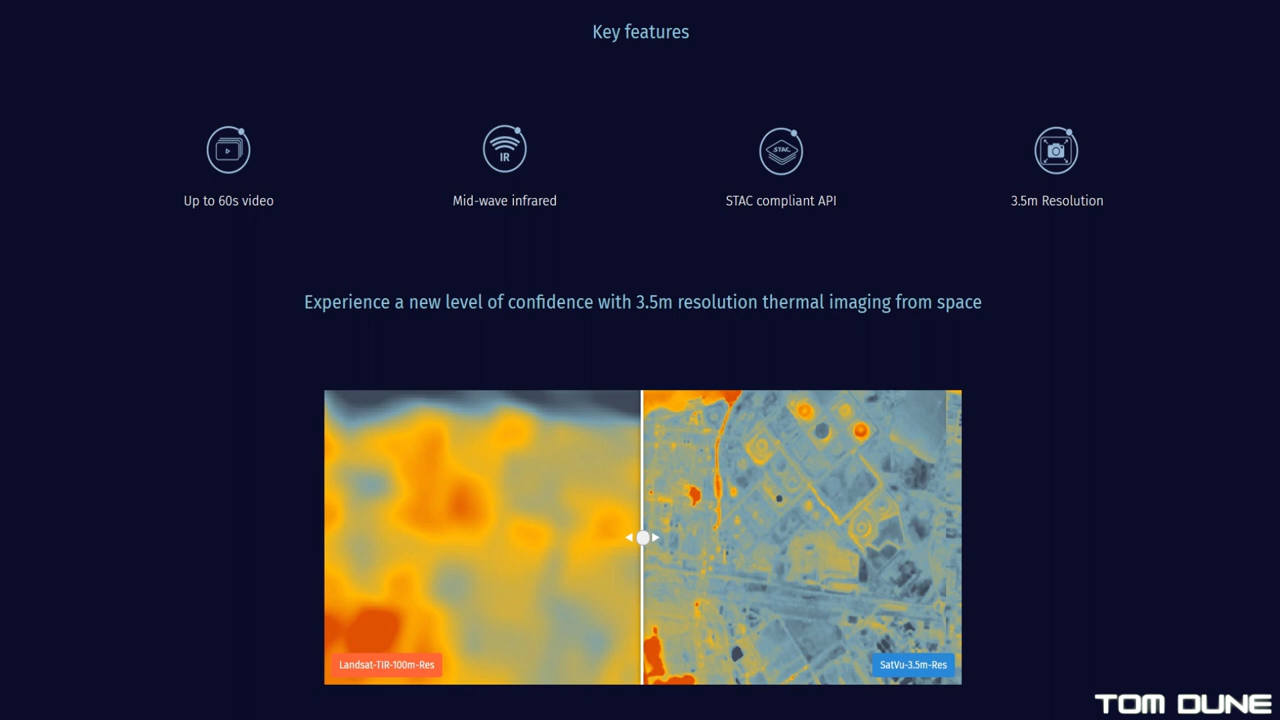 Key features
IR
STAC
Up to 60s video
Mid-wave infrared
STAC compliant API
3.5m Resolution
Experience a new level of confidence with 3.5m resolution thermal imaging from space
Landsat-TIR-100m-Res
SatVu-3.5m-Res
TOM DUNE